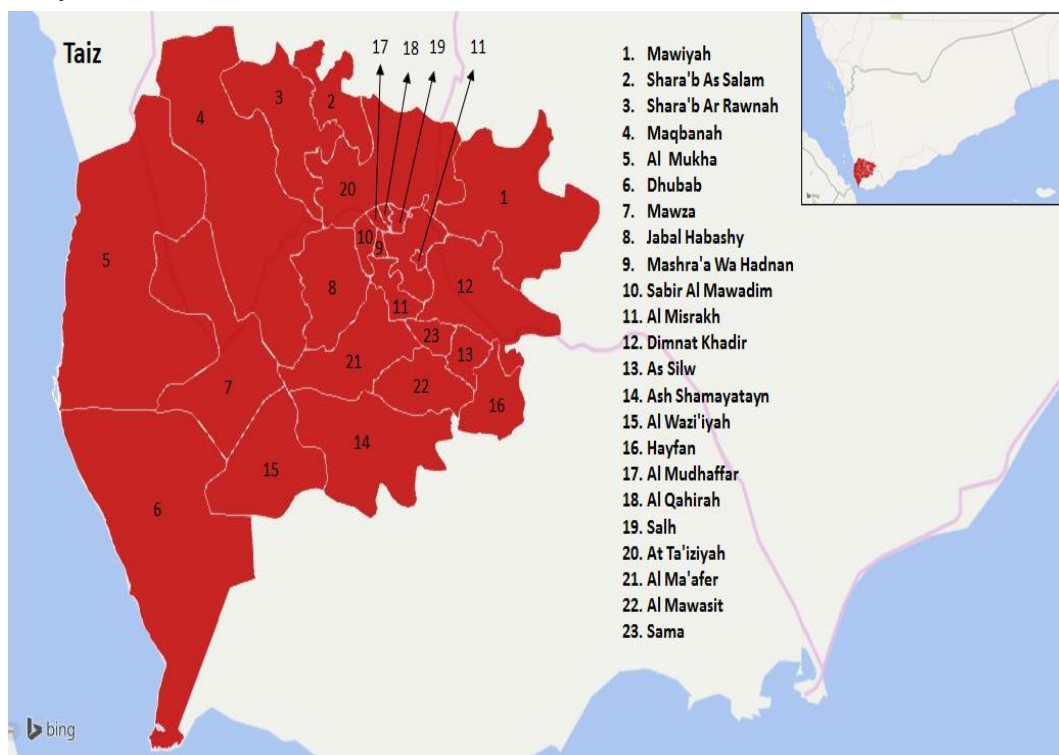 Taiz
17
18
19
11
3
2
4
20
1
10
9
5
8
12
11
23
13
21
7
22
16
14
15
6
1. Mawiyah
2 Shara'b As Salam
3 Shara'b Ar Rawnah
4 Maqbanah
5 Al Mukha
6 Dhubab
7 Mawza
8 Jabal Habashy
9 Mashra'a Wa Hadnan
10. Sabir Al Mawadim
11. Al Misrakh
12. Dimnat Khadir
13. As Silw
14. Ash Shamayatayn
15. Al Wazi'iyah
16. Hayfan
17. Al Mudhaffar
18. Al Qahirah
19. Salh
20. At Ta'iziyah
21. Al Ma'afer
22. Al Mawasit
23. Sama
bing